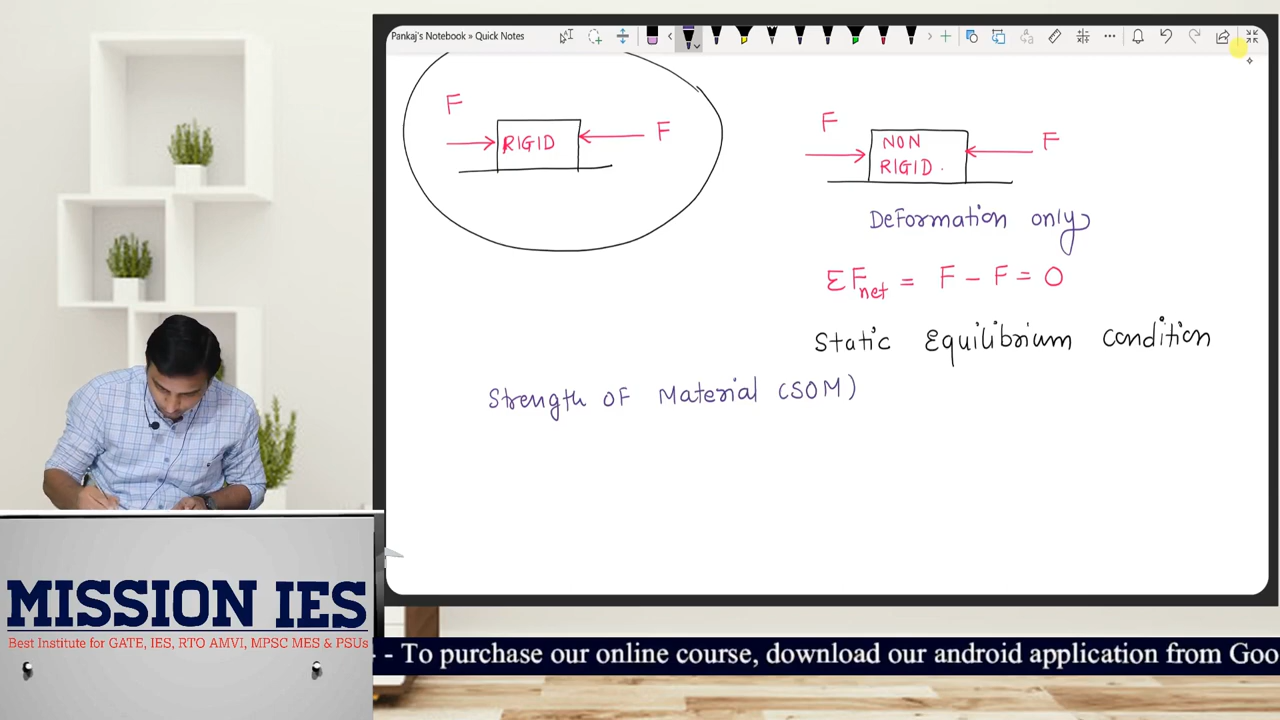 Pankaj's Notebook » Quick Notes
F
RIGID
F
F
NON
RIGID.
F
Deformation only
ΣFnet = F - F = 0
Static Equilibrium condition
Strength of Material (SOM)
MISSION IES
Best Institute for GATE, IES, RTO AMVI, MPSC MES & PSUs
- To purchase our online course, download our android application from Goo